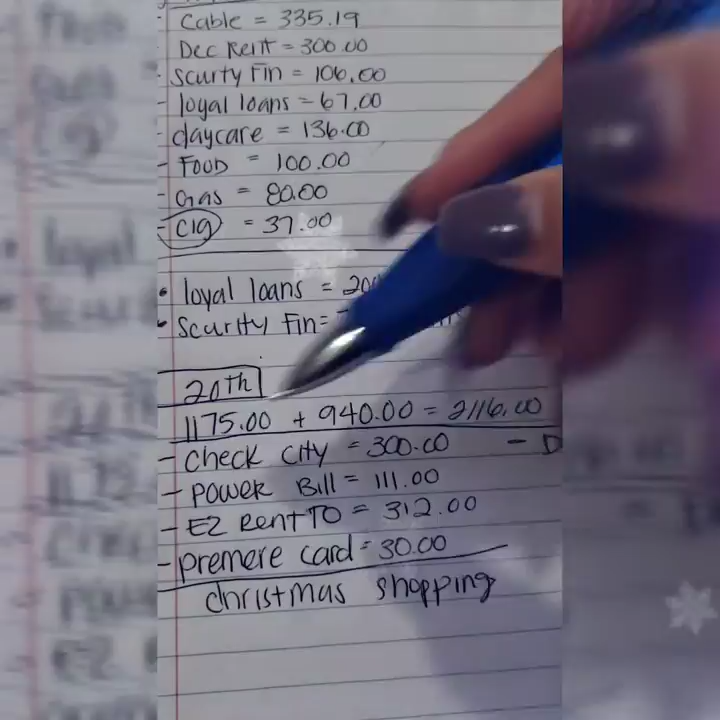 - Cable = 335.19
- Dec Rent = 300.00
- Scurty Fin = 106.00
- loyal loans = 67.00
- daycare = 136.00
- Food = 100.00
- Gas = 80.00
- Cig = 37.00
• loyal loans = 200
• Scurity Fin =
20th
1175.00 + 940.00 = 2116.00
- Check City = 300.00 - D
- Power Bill = 111.00
- EZ Rent TO = 312.00
- premere card = 30.00
christmas shopping